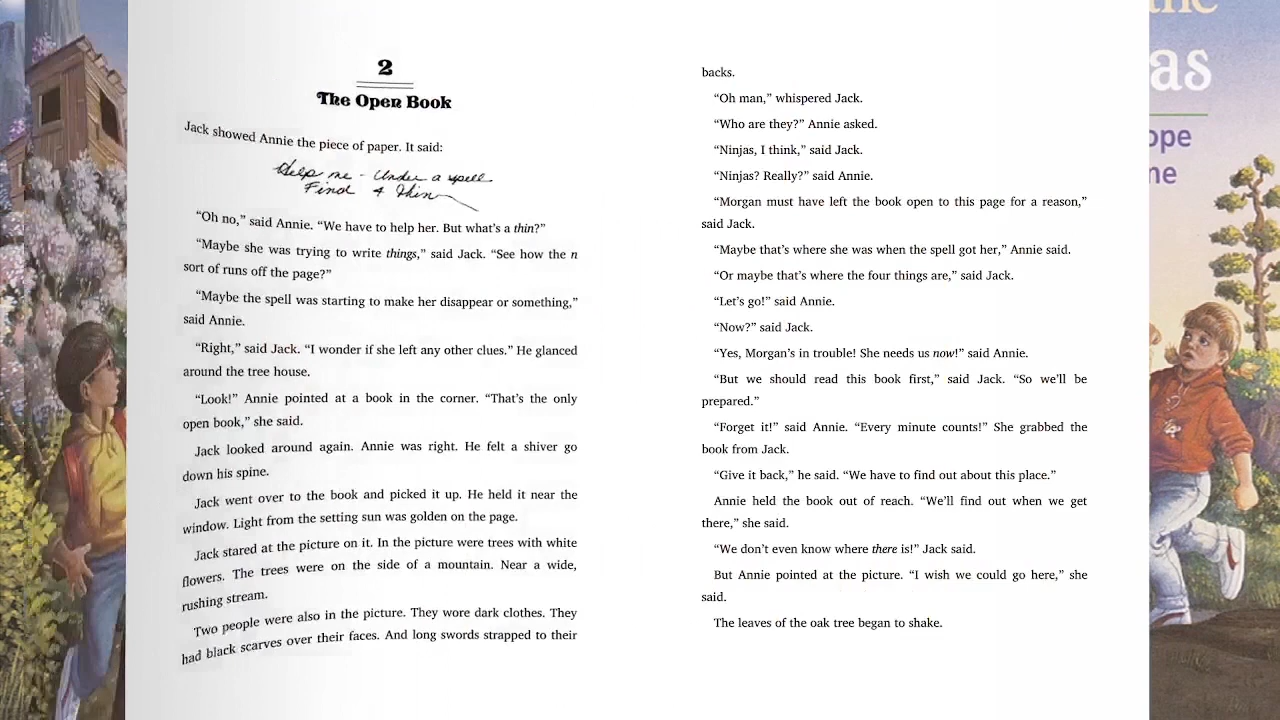 2
The Open Book
Jack showed Annie the piece of paper. It said:
Help me - Under a spell
Find 4 thin
“Oh no,” said Annie. “We have to help her. But what’s a thin?”
“Maybe she was trying to write things,” said Jack. “See how the n
sort of runs off the page?”
“Maybe the spell was starting to make her disappear or something,”
said Annie.
“Right,” said Jack. “I wonder if she left any other clues.” He glanced
around the tree house.
“Look!” Annie pointed at a book in the corner. “That’s the only
open book,” she said.
Jack looked around again. Annie was right. He felt a shiver go
down his spine.
Jack went over to the book and picked it up. He held it near the
window. Light from the setting sun was golden on the page.
Jack stared at the picture on it. In the picture were trees with white
flowers. The trees were on the side of a mountain. Near a wide,
rushing stream.
Two people were also in the picture. They wore dark clothes. They
had black scarves over their faces. And long swords strapped to their
backs.
“Oh man,” whispered Jack.
“Who are they?” Annie asked.
“Ninjas, I think,” said Jack.
“Ninjas? Really?” said Annie.
“Morgan must have left the book open to this page for a reason,”
said Jack.
“Maybe that’s where she was when the spell got her,” Annie said.
“Or maybe that’s where the four things are,” said Jack.
“Let’s go!” said Annie.
“Now?” said Jack.
“Yes, Morgan’s in trouble! She needs us now!” said Annie.
“But we should read this book first,” said Jack. “So we’ll be
prepared.”
“Forget it!” said Annie. “Every minute counts!” She grabbed the
book from Jack.
“Give it back,” he said. “We have to find out about this place.”
Annie held the book out of reach. “We’ll find out when we get
there,” she said.
“We don’t even know where there is!” Jack said.
But Annie pointed at the picture. “I wish we could go here,” she
said.
The leaves of the oak tree began to shake.
the
as
ope
ne